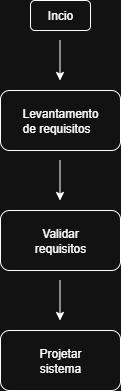 Incio
Levantamento
de requisitos
Validar
requisitos
Projetar
sistema